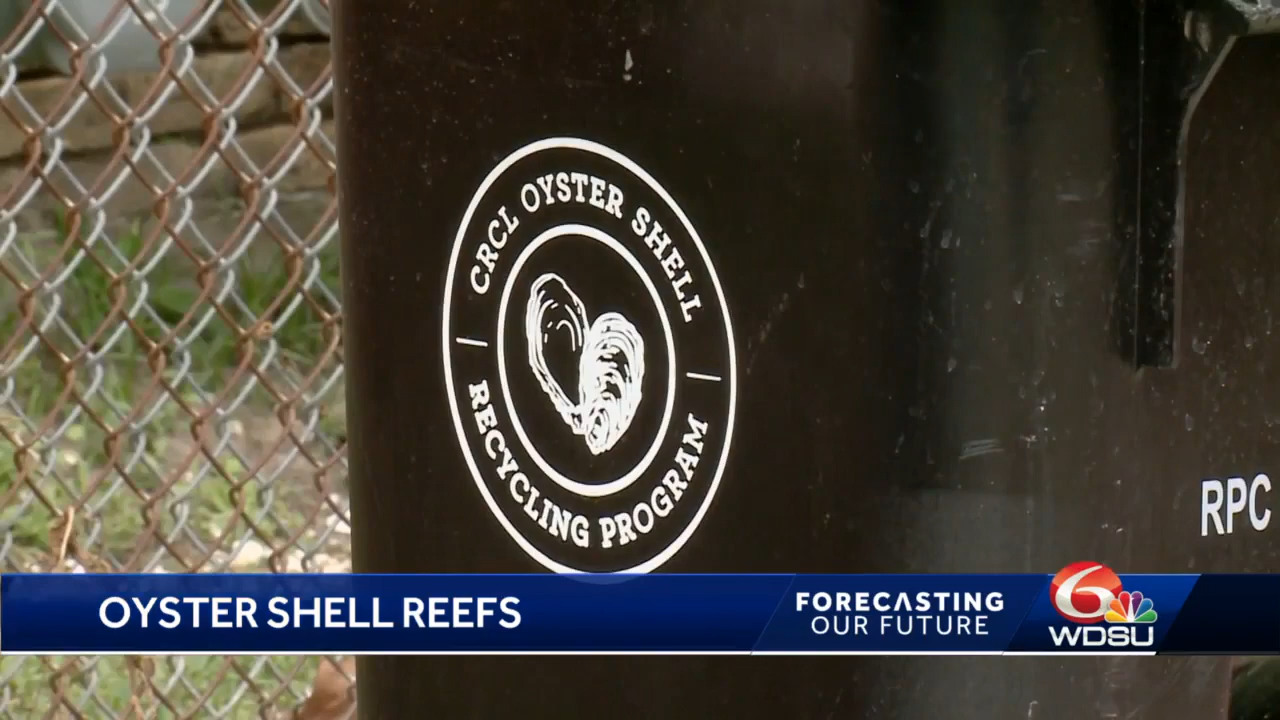 CRCL OYSTER SHELL
RECYCLING PROGRAM
RPC
OYSTER SHELL REEFS
FORECASTING
OUR FUTURE
6
WDSU